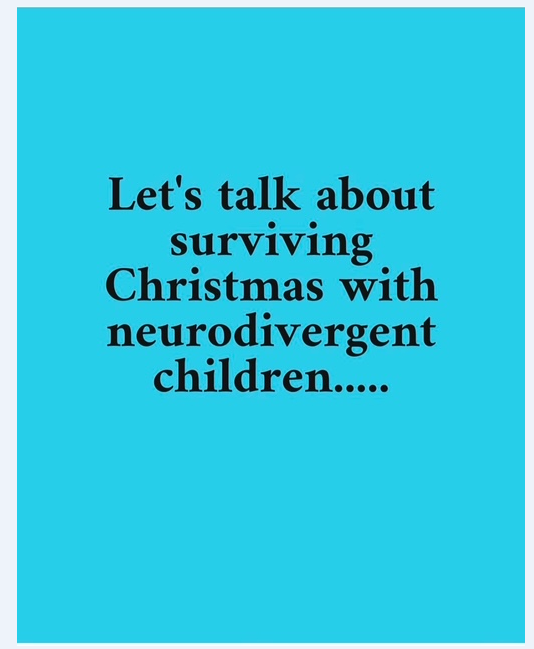 Let's talk about
surviving
Christmas with
neurodivergent
children.....